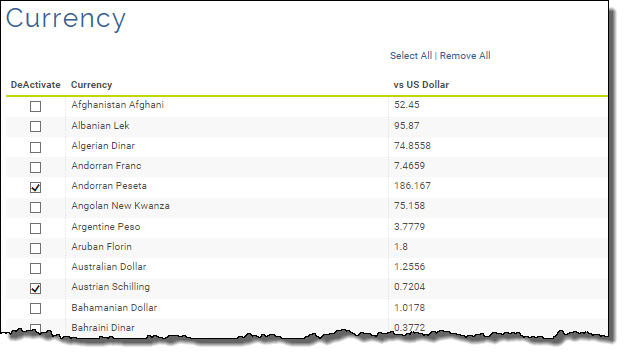 Currency
Select All | Remove All
DeActivate Currency vs US Dollar
Afghanistan Afghani 52.45
Albanian Lek 95.87
Algerian Dinar 74.8558
Andorran Franc 7.4659
Andorran Peseta 186.167
Angolan New Kwanza 75.158
Argentine Peso 3.7779
Aruban Florin 1.8
Australian Dollar 1.2556
Austrian Schilling 0.7204
Bahamanian Dollar 1.0178
Bahraini Dinar 0.3772